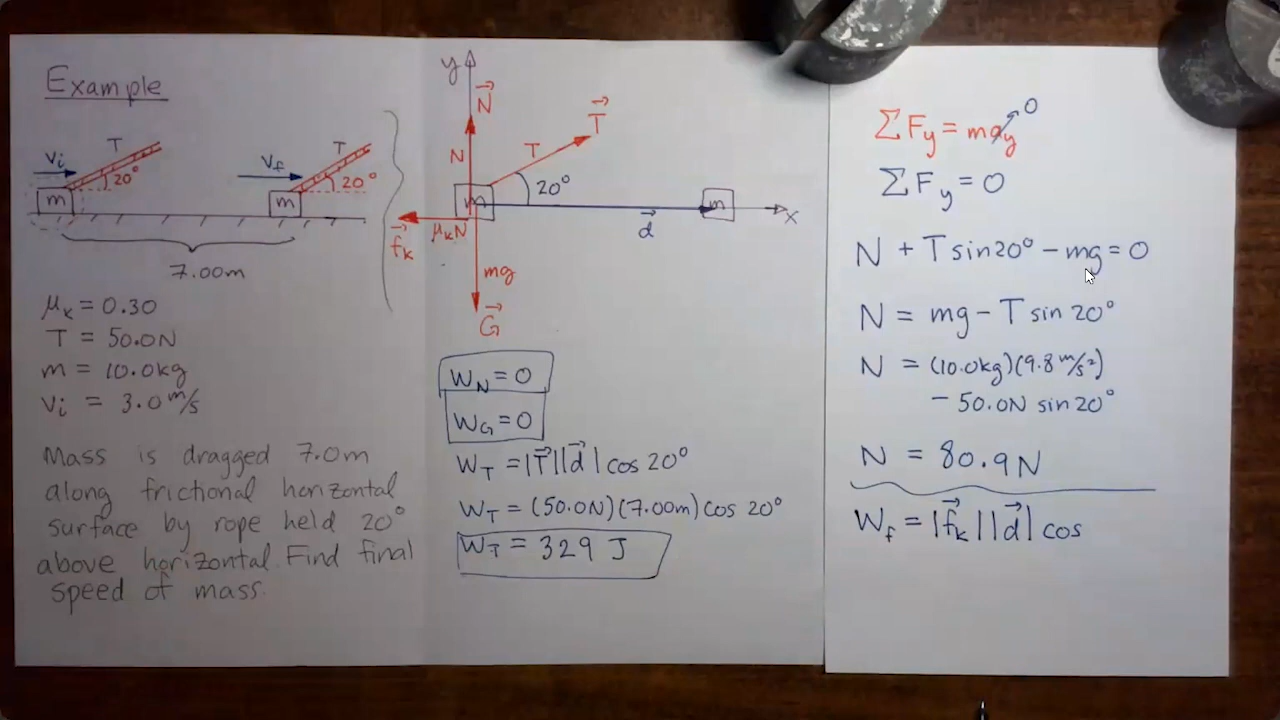 Example
T
T
Vi
Vf
20°
20°
m
m
7.00m
μk = 0.30
T = 50.0N
m = 10.0kg
Vi = 3.0 m/s
Mass is dragged 7.0m
along frictional horizontal
surface by rope held 20°
above horizontal. Find final
speed of mass.
y
N⃗
T⃗
T
N
20°
m
m
x
f⃗k
μkN
d⃗
mg
G⃗
WN = 0
WG = 0
WT = |T⃗||d⃗| cos 20°
WT = (50.0N)(7.00m) cos 20°
WT = 329 J
ΣFy = may 0
ΣFy = 0
N + T sin20° − mg = 0
N = mg − T sin 20°
N = (10.0kg)(9.8 m/s²)
− 50.0N sin 20°
N = 80.9N
Wf = |f⃗k||d⃗| cos